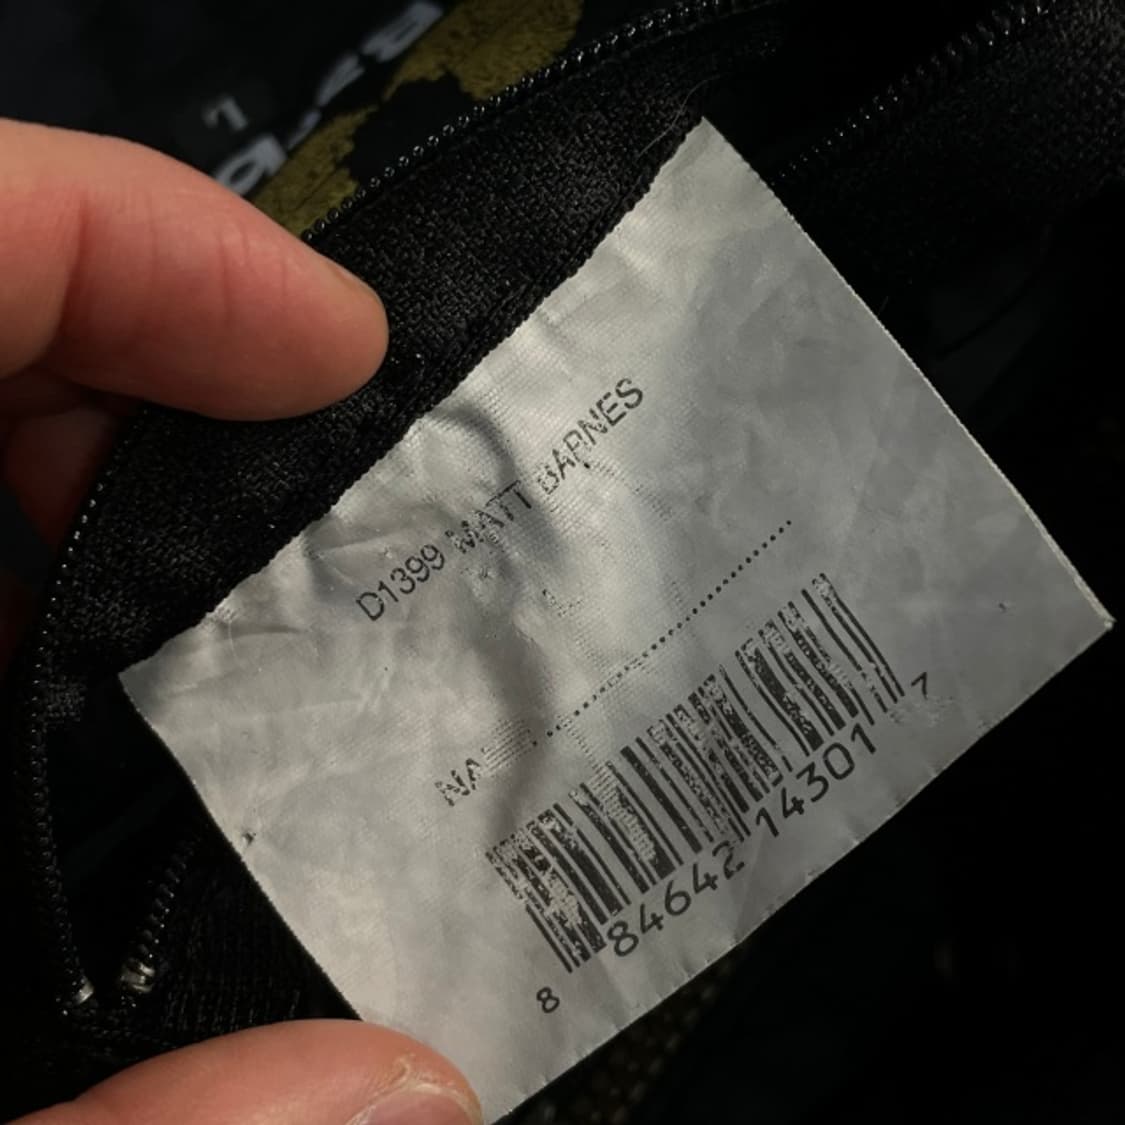 D1399 MATT BARNES
L
NA
8 84642 14301 7